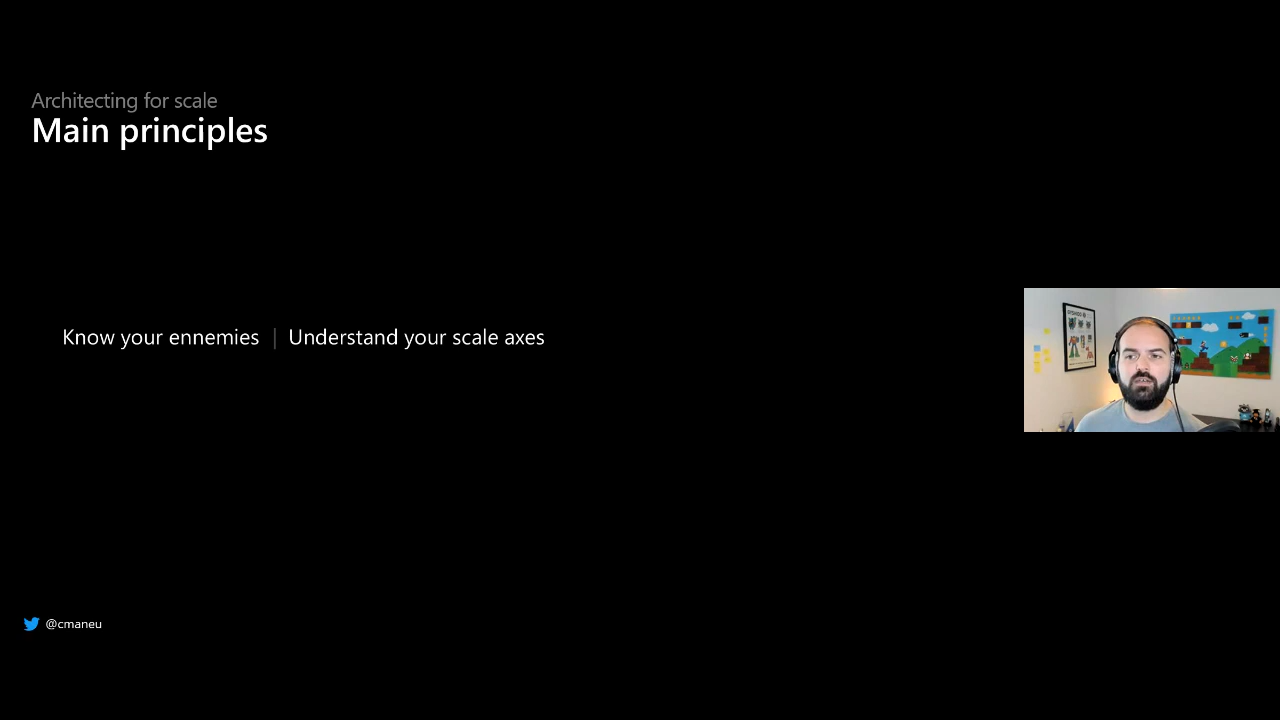 Architecting for scale
Main principles
Know your ennemies | Understand your scale axes
@cmaneu